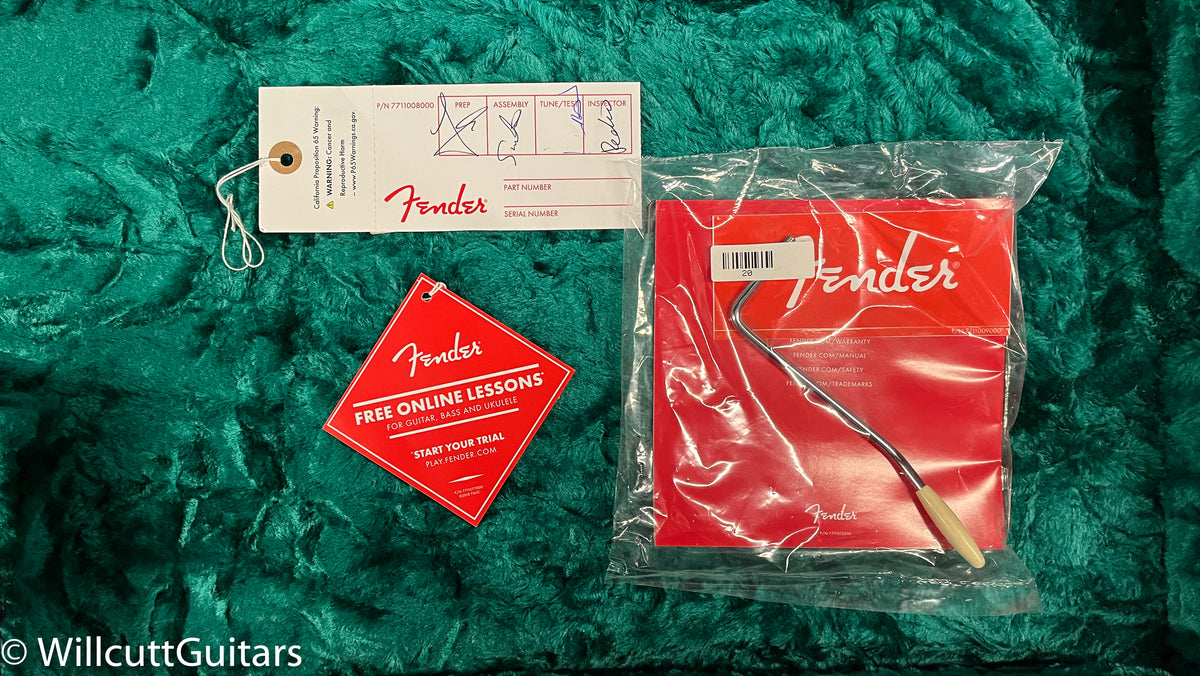 California Proposition 65 Warning:
⚠ WARNING: Cancer and
Reproductive Harm
– www.P65Warnings.ca.gov.
P/N 7711008000
PREP
ASSEMBLY
TUNE/TEST
INSPECTOR
Fender
PART NUMBER
SERIAL NUMBER
Fender
FREE ONLINE LESSONS*
FOR GUITAR, BASS AND UKULELE
*START YOUR TRIAL
PLAY.FENDER.COM
20
Fender®
P/N 7711009000
FENDER.COM/WARRANTY
FENDER.COM/MANUAL
FENDER.COM/SAFETY
FENDER.COM/TRADEMARKS
Fender
© WillcuttGuitars